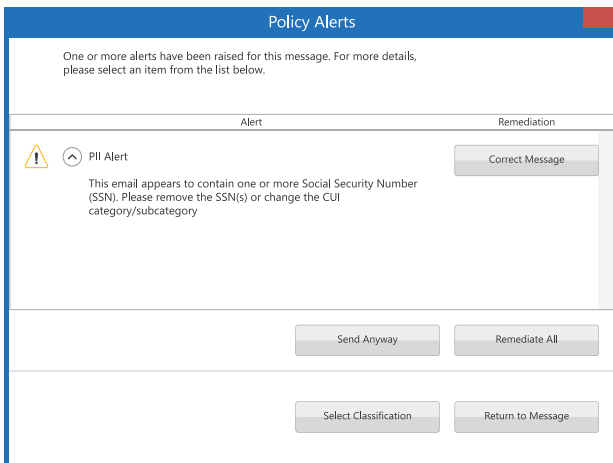 Policy Alerts
One or more alerts have been raised for this message. For more details,
please select an item from the list below.
Alert
Remediation
PII Alert
Correct Message
This email appears to contain one or more Social Security Number
(SSN). Please remove the SSN(s) or change the CUI
category/subcategory
Send Anyway
Remediate All
Select Classification
Return to Message